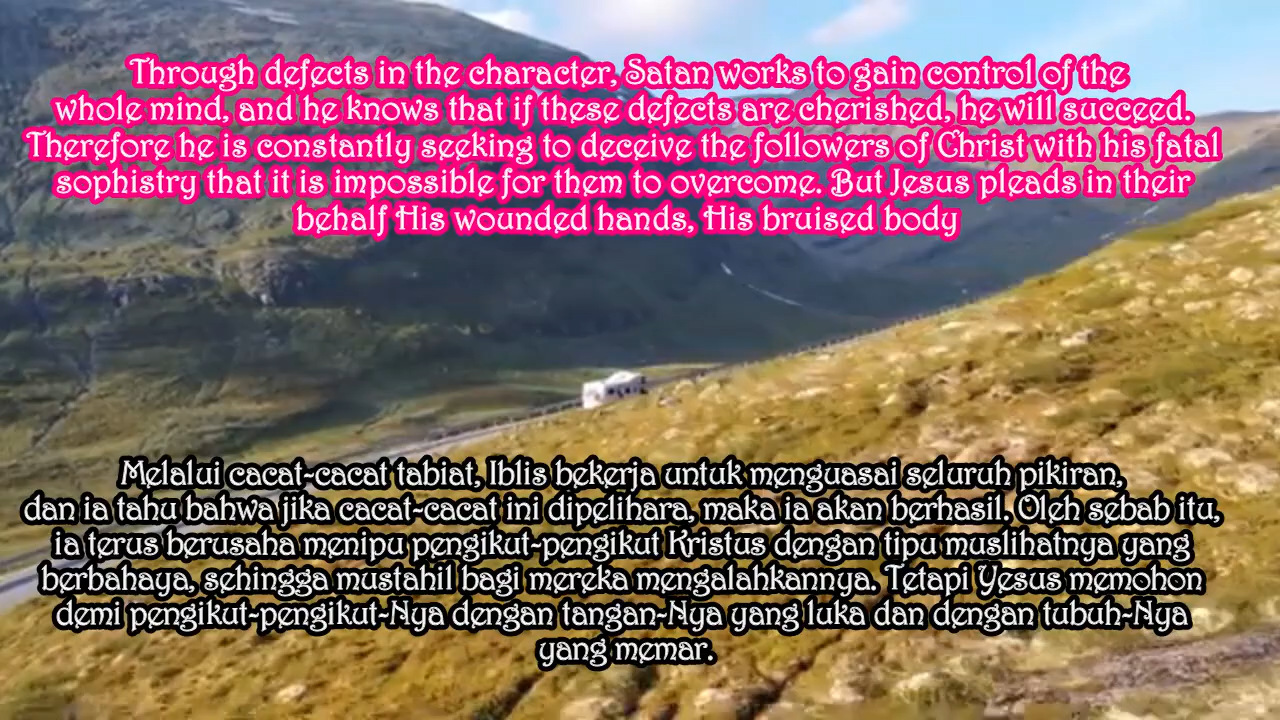 Through defects in the character, Satan works to gain control of the
whole mind, and he knows that if these defects are cherished, he will succeed.
Therefore he is constantly seeking to deceive the followers of Christ with his fatal
sophistry that it is impossible for them to overcome. But Jesus pleads in their
behalf His wounded hands, His bruised body
Melalui cacat-cacat tabiat, Iblis bekerja untuk menguasai seluruh pikiran,
dan ia tahu bahwa jika cacat-cacat ini dipelihara, maka ia akan berhasil. Oleh sebab itu,
ia terus berusaha menipu pengikut-pengikut Kristus dengan tipu muslihatnya yang
berbahaya, sehingga mustahil bagi mereka mengalahkannya. Tetapi Yesus memohon
demi pengikut-pengikut-Nya dengan tangan-Nya yang luka dan dengan tubuh-Nya
yang memar.